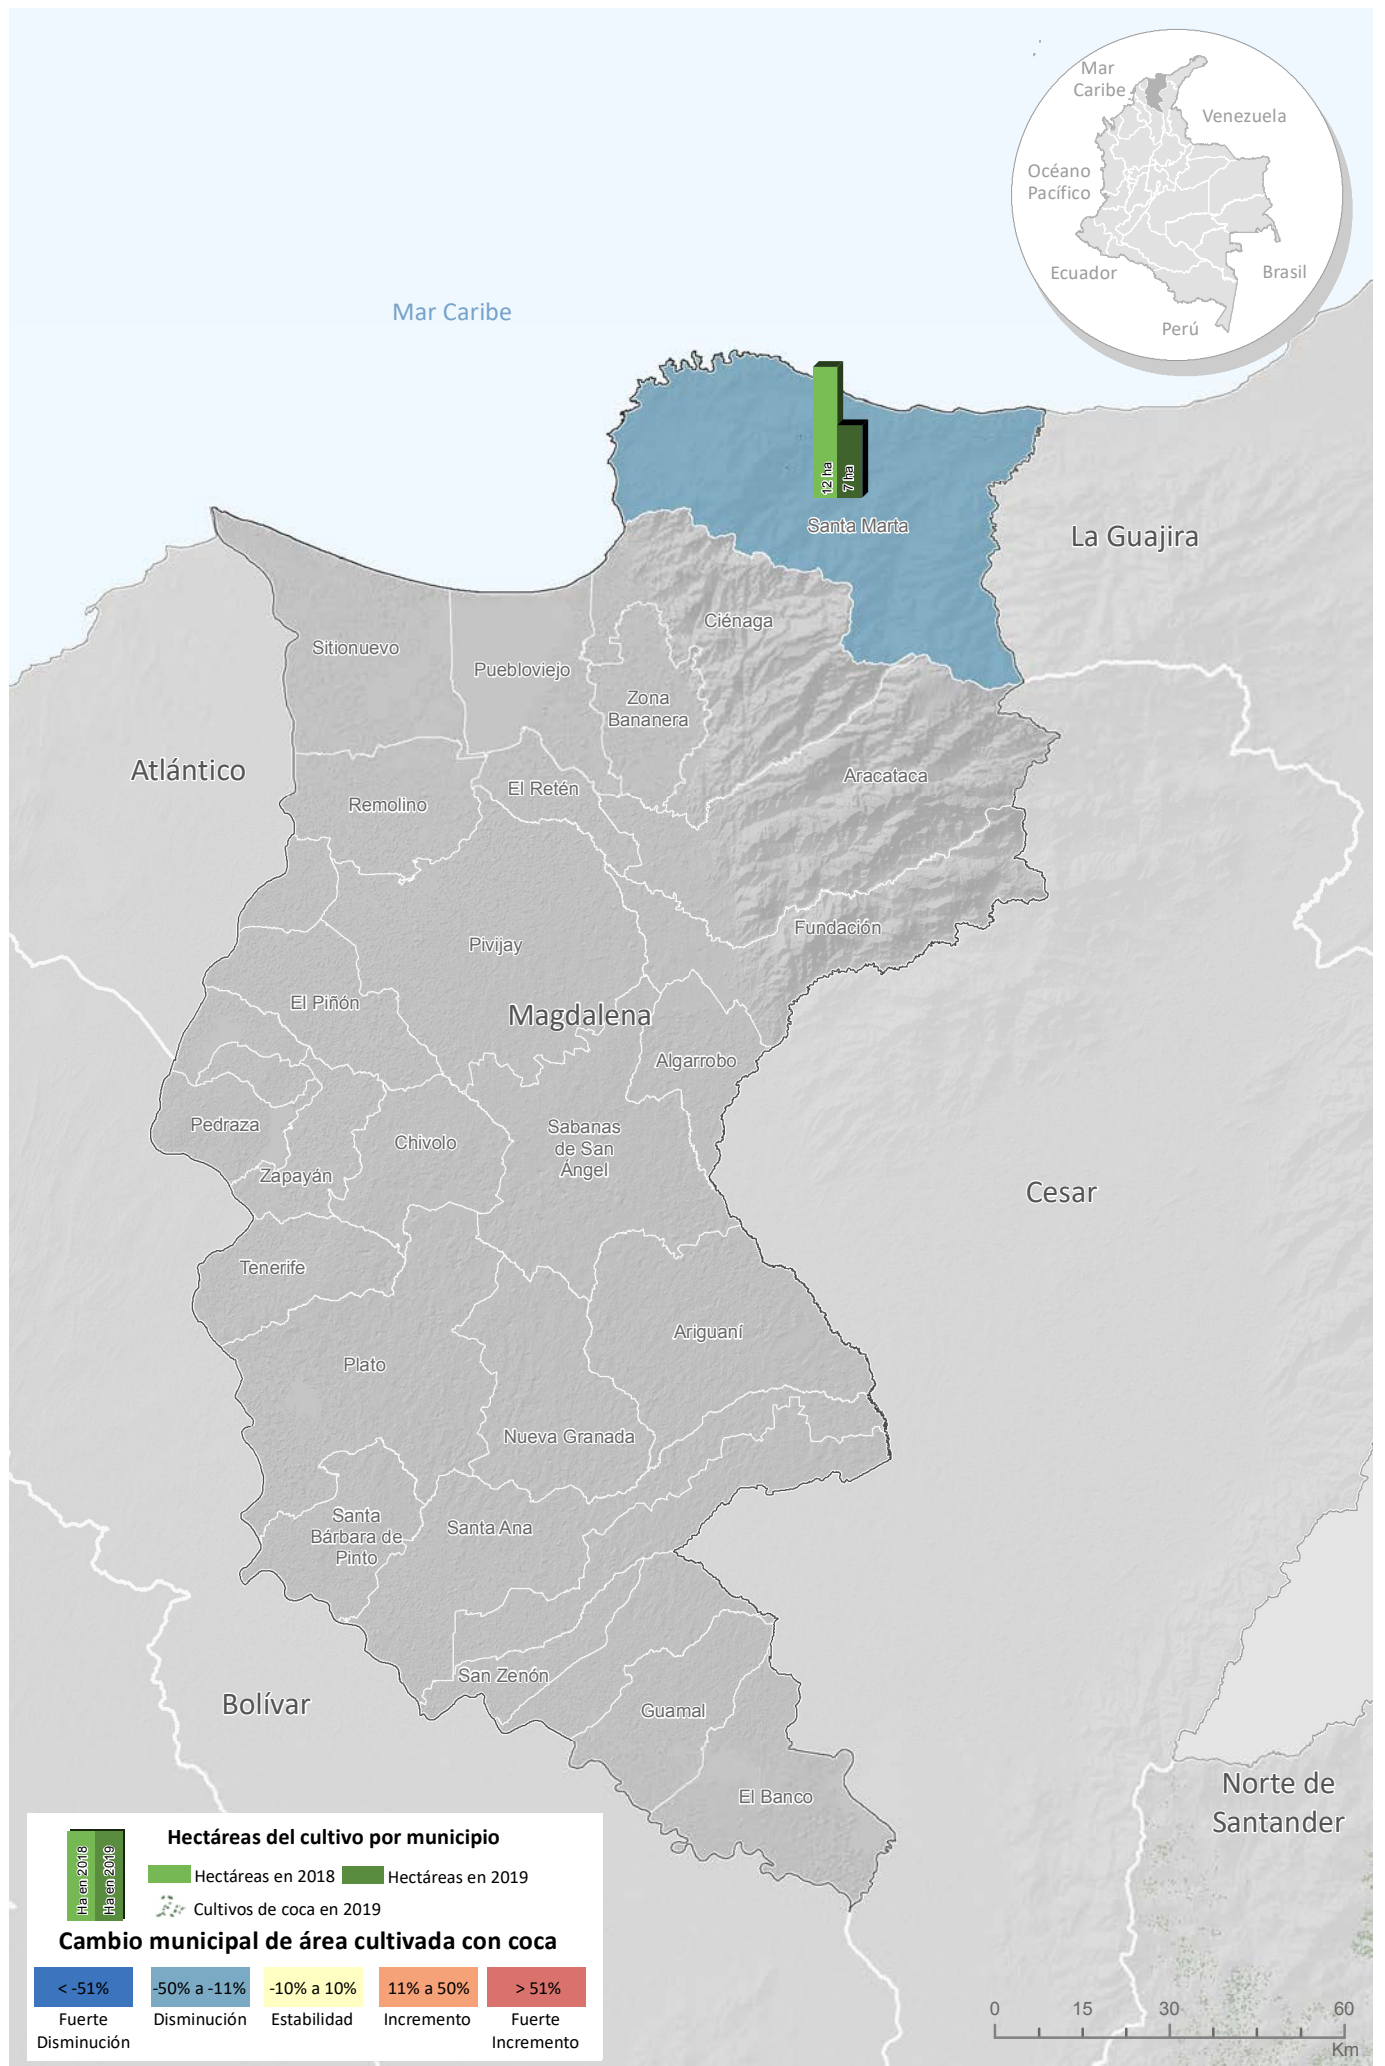 Mar
Caribe
Venezuela
Océano
Pacífico
Ecuador
Brasil
Perú
Mar Caribe
12 ha
7 ha
Santa Marta
La Guajira
Ciénaga
Sitionuevo
Puebloviejo
Zona
Bananera
Atlántico
Aracataca
El Retén
Remolino
Fundación
Pivijay
El Piñón
Magdalena
Algarrobo
Pedraza
Chivolo
Sabanas
de San
Ángel
Zapayán
Cesar
Tenerife
Ariguaní
Plato
Nueva Granada
Santa
Bárbara de
Pinto
Santa Ana
San Zenón
Bolívar
Guamal
El Banco
Norte de
Santander
Ha en 2018
Ha en 2019
Hectáreas del cultivo por municipio
Hectáreas en 2018
Hectáreas en 2019
Cultivos de coca en 2019
Cambio municipal de área cultivada con coca
< -51%
-50% a -11%
-10% a 10%
11% a 50%
> 51%
Fuerte
Disminución
Disminución
Estabilidad
Incremento
Fuerte
Incremento
0 15 30 60
Km